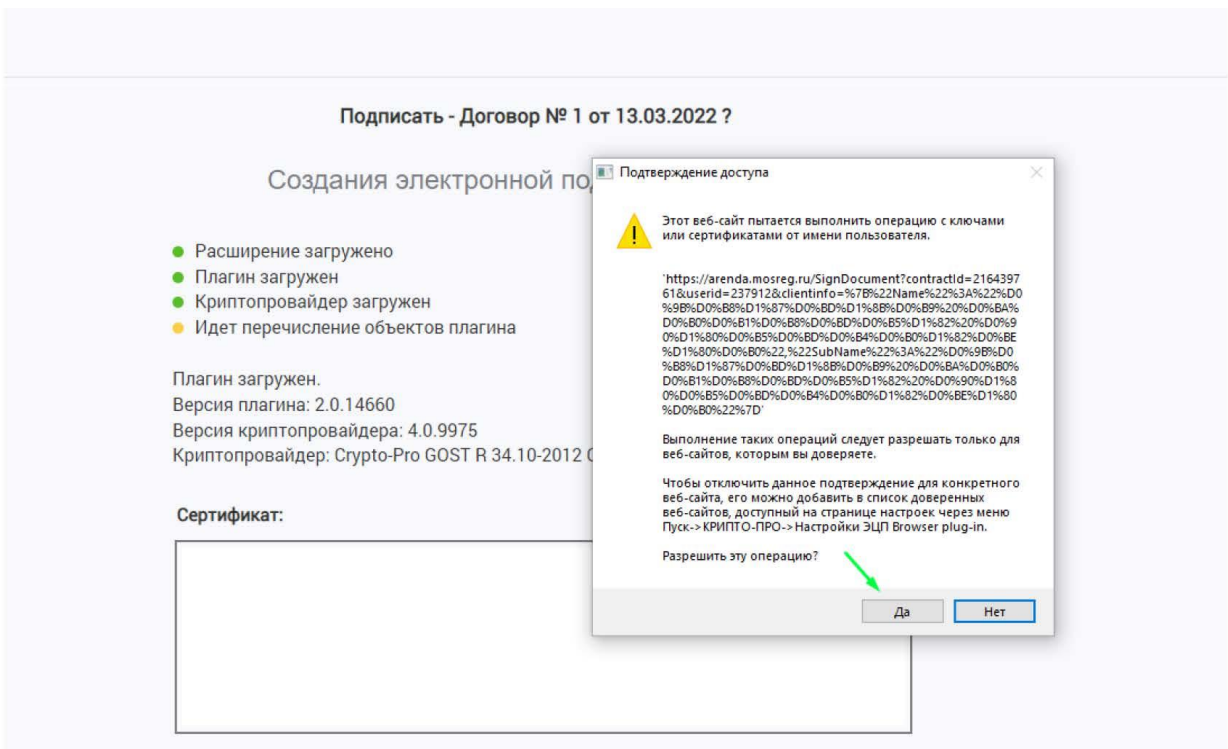 Подписать - Договор № 1 от 13.03.2022 ?
Создания электронной по
Расширение загружено
Плагин загружен
Криптопровайдер загружен
Идет перечисление объектов плагина
Плагин загружен.
Версия плагина: 2.0.14660
Версия криптопровайдера: 4.0.9975
Криптопровайдер: Crypto-Pro GOST R 34.10-2012
Сертификат:
Подтверждение доступа
Этот веб-сайт пытается выполнить операцию с ключами
или сертификатами от имени пользователя.
`https://arenda.mosreg.ru/SignDocument?contractId=2164397
61&userid=237912&clientinfo=%7B%22Name%22%3A%22%D0
%9B%D0%B8%D1%87%D0%BD%D1%8B%D0%B9%20%D0%BA%
D0%B0%D0%B1%D0%B8%D0%BD%D0%B5%D1%82%20%D0%9
0%D1%80%D0%B5%D0%BD%D0%B4%D0%B0%D1%82%D0%BE
%D1%80%D0%B0%22,%22SubName%22%3A%22%D0%9B%D0
%B8%D1%87%D0%BD%D1%8B%D0%B9%20%D0%BA%D0%B0%
D0%B1%D0%B8%D0%BD%D0%B5%D1%82%20%D0%90%D1%8
0%D0%B5%D0%BD%D0%B4%D0%B0%D1%82%D0%BE%D1%80
%D0%B0%22%7D`
Выполнение таких операций следует разрешать только для
веб-сайтов, которым вы доверяете.
Чтобы отключить данное подтверждение для конкретного
веб-сайта, его можно добавить в список доверенных
веб-сайтов, доступный на странице настроек через меню
Пуск->КРИПТО-ПРО->Настройки ЭЦП Browser plug-in.
Разрешить эту операцию?
Да
Нет